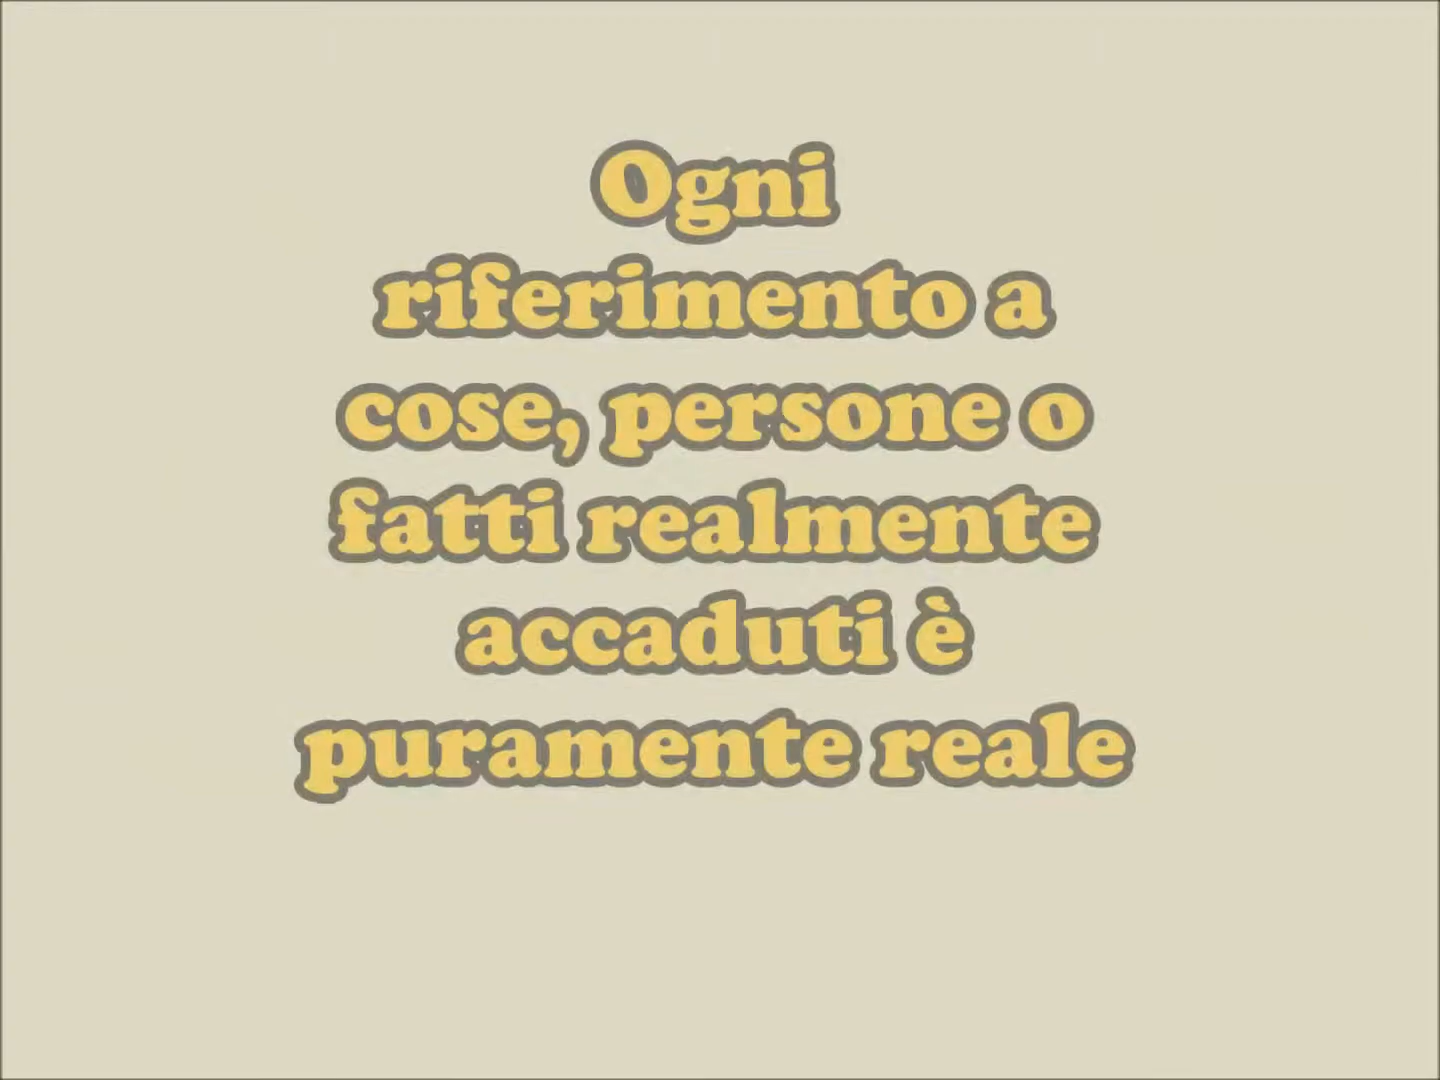 Ogni
riferimento a
cose, persone o
fatti realmente
accaduti è
puramente reale